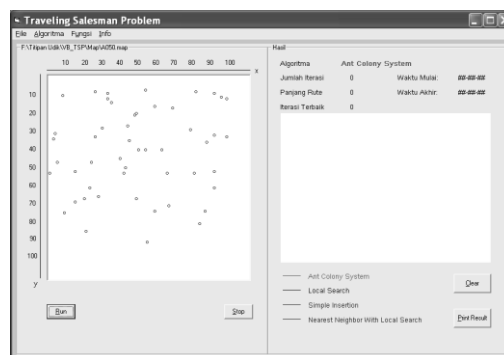 Traveling Salesman Problem
File Algoritma Fungsi Info
F:\Titipan Udik\VB_TSP\Map\A050.map
10 20 30 40 50 60 70 80 90 100
x
10
20
30
40
50
60
70
80
90
100
y
Run
Stop
Hasil
Algoritma Ant Colony System
Jumlah Iterasi 0 Waktu Mulai: ##-##-##
Panjang Rute 0 Waktu Akhir: ##-##-##
Iterasi Terbaik 0
Ant Colony System
Local Search
Simple Insertion
Nearest Neighbor With Local Search
Clear
Print Result